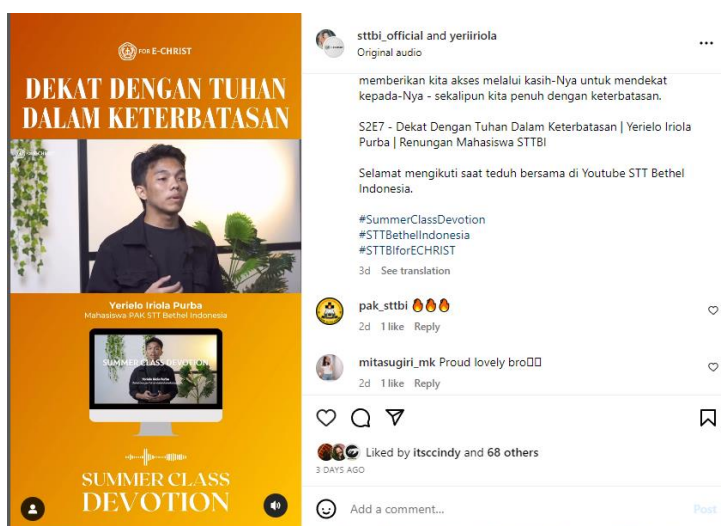 FOR E-CHRIST
DEKAT DENGAN TUHAN
DALAM KETERBATASAN
Yerielo Iriola Purba
Mahasiswa PAK STT Bethel Indonesia
SUMMER CLASS DEVOTION
SUMMER CLASS
DEVOTION
sttbi_official and yeriiriola
Original audio
memberikan kita akses melalui kasih-Nya untuk mendekat
kepada-Nya - sekalipun kita penuh dengan keterbatasan.
S2E7 - Dekat Dengan Tuhan Dalam Keterbatasan | Yerielo Iriola
Purba | Renungan Mahasiswa STTBI
Selamat mengikuti saat teduh bersama di Youtube STT Bethel
Indonesia.
#SummerClassDevotion
#STTBethelIndonesia
#STTBIforECHRIST
3d See translation
pak_sttbi 🔥🔥🔥
2d 1 like Reply
mitasugiri_mk Proud lovely bro▯▯
2d 1 like Reply
Liked by itsccindy and 68 others
3 DAYS AGO
Add a comment...
Post